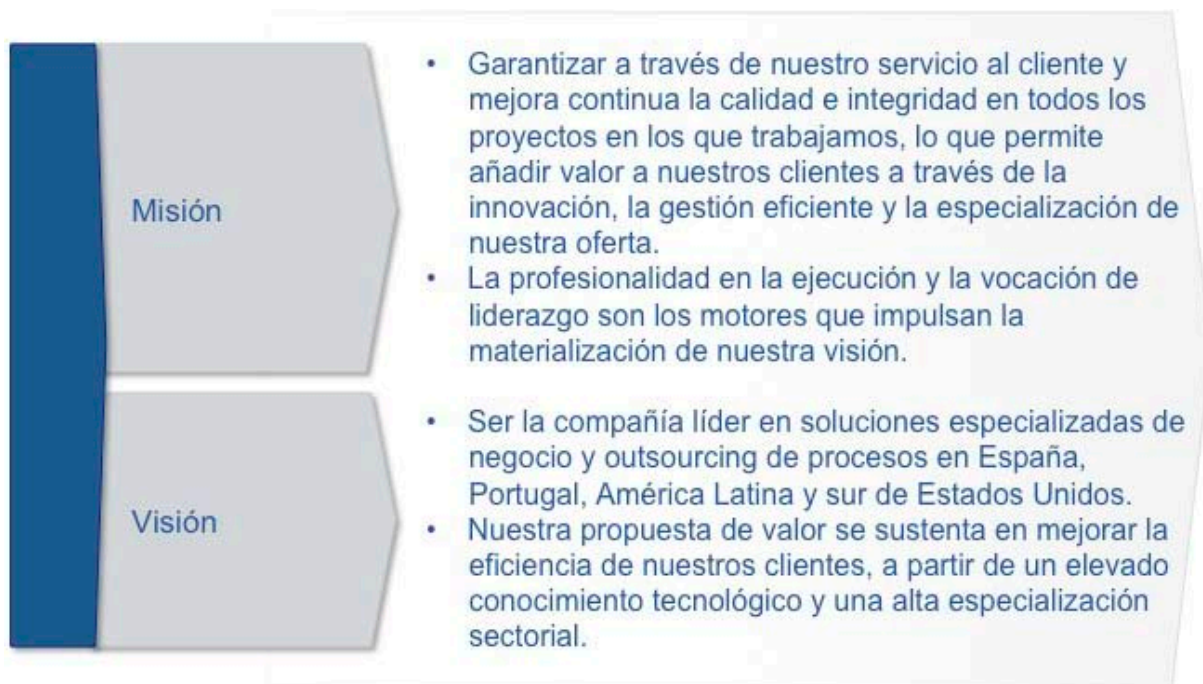 Misión
• Garantizar a través de nuestro servicio al cliente y
mejora continua la calidad e integridad en todos los
proyectos en los que trabajamos, lo que permite
añadir valor a nuestros clientes a través de la
innovación, la gestión eficiente y la especialización de
nuestra oferta.
• La profesionalidad en la ejecución y la vocación de
liderazgo son los motores que impulsan la
materialización de nuestra visión.
Visión
• Ser la compañía líder en soluciones especializadas de
negocio y outsourcing de procesos en España,
Portugal, América Latina y sur de Estados Unidos.
• Nuestra propuesta de valor se sustenta en mejorar la
eficiencia de nuestros clientes, a partir de un elevado
conocimiento tecnológico y una alta especialización
sectorial.